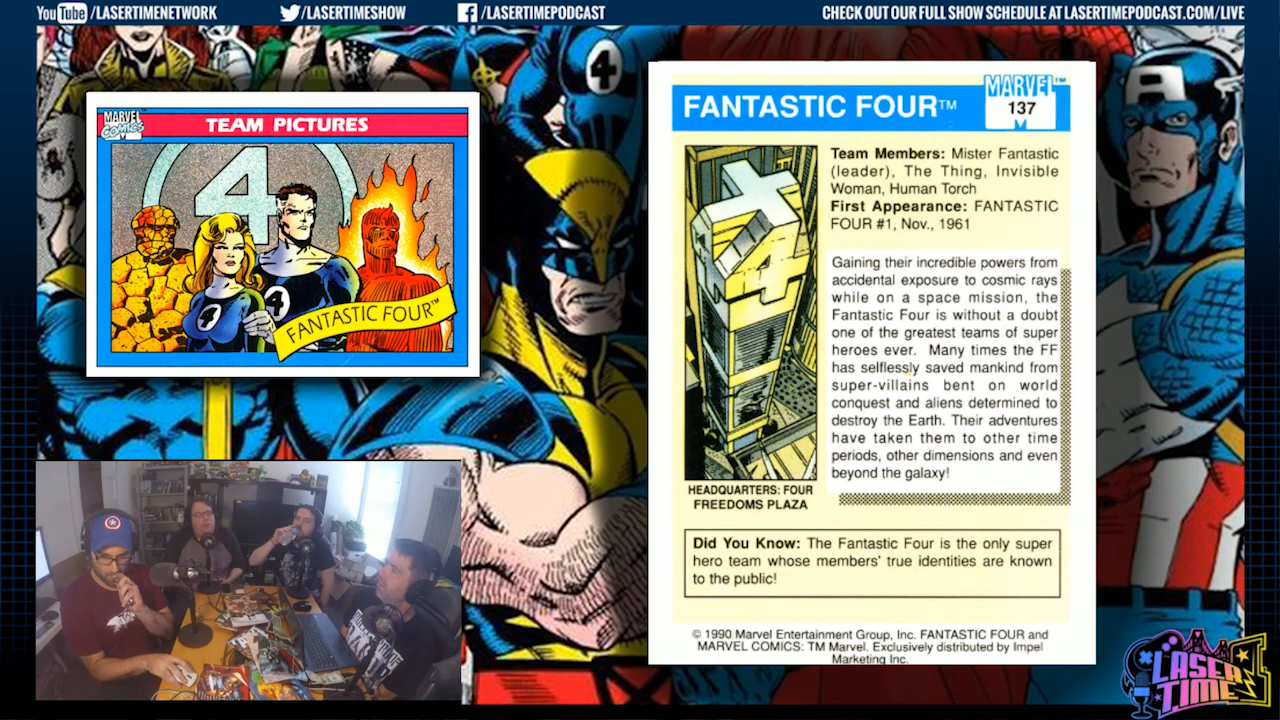 YouTube /LASERTIMENETWORK
/LASERTIMESHOW
/LASERTIMEPODCAST
CHECK OUT OUR FULL SHOW SCHEDULE AT LASERTIMEPODCAST.COM/LIVE
MARVEL COMICS
TEAM PICTURES
4
4
4
FANTASTIC FOUR™
4
A
FANTASTIC FOUR™
MARVEL™
137
Team Members: Mister Fantastic
(leader), The Thing, Invisible
Woman, Human Torch
First Appearance: FANTASTIC
FOUR #1, Nov., 1961
4
Gaining their incredible powers from
accidental exposure to cosmic rays
while on a space mission, the
Fantastic Four is without a doubt
one of the greatest teams of super
heroes ever. Many times the FF
has selflessly saved mankind from
super-villains bent on world
conquest and aliens determined to
destroy the Earth. Their adventures
have taken them to other time
periods, other dimensions and even
beyond the galaxy!
HEADQUARTERS: FOUR
FREEDOMS PLAZA
Did You Know: The Fantastic Four is the only super
hero team whose members' true identities are known
to the public!
© 1990 Marvel Entertainment Group, Inc. FANTASTIC FOUR and
MARVEL COMICS: TM Marvel. Exclusively distributed by Impel
Marketing Inc.
LASER
TIME